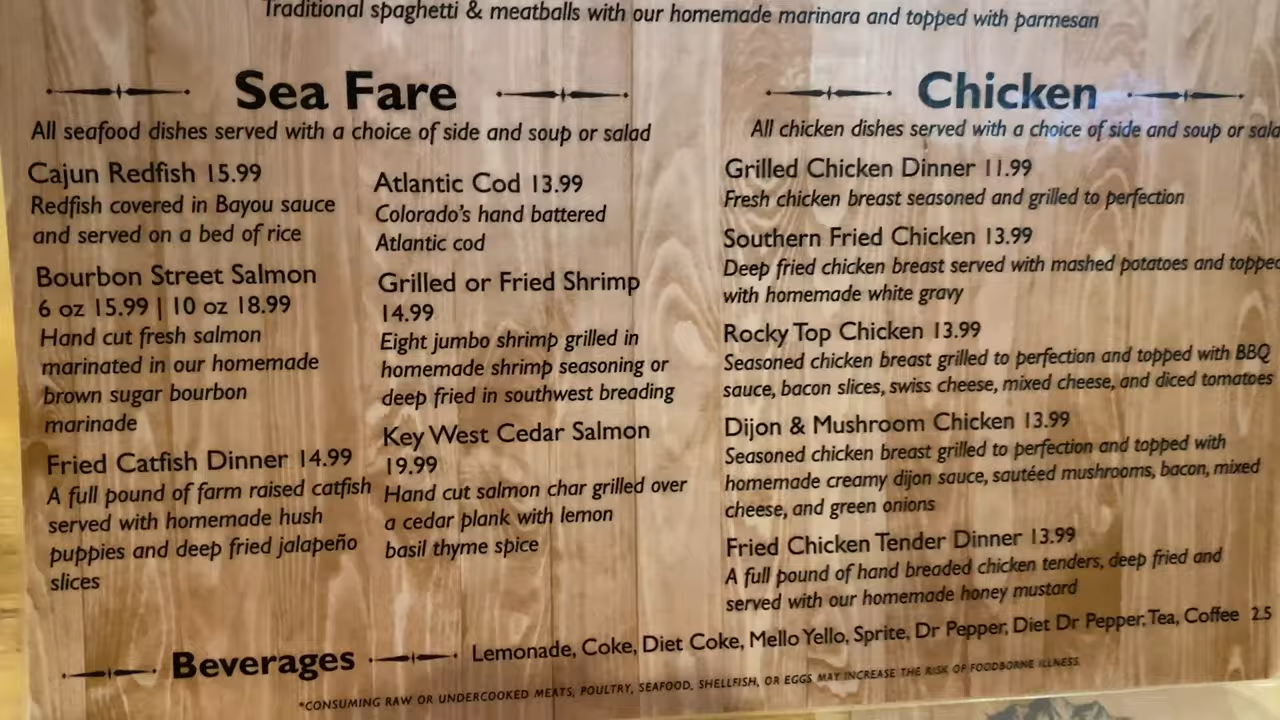 Traditional spaghetti & meatballs with our homemade marinara and topped with parmesan
Sea Fare
All seafood dishes served with a choice of side and soup or salad
Cajun Redfish 15.99
Redfish covered in Bayou sauce
and served on a bed of rice
Bourbon Street Salmon
6 oz 15.99 | 10 oz 18.99
Hand cut fresh salmon
marinated in our homemade
brown sugar bourbon
marinade
Fried Catfish Dinner 14.99
A full pound of farm raised catfish
served with homemade hush
puppies and deep fried jalapeño
slices
Atlantic Cod 13.99
Colorado's hand battered
Atlantic cod
Grilled or Fried Shrimp
14.99
Eight jumbo shrimp grilled in
homemade shrimp seasoning or
deep fried in southwest breading
Key West Cedar Salmon
19.99
Hand cut salmon char grilled over
a cedar plank with lemon
basil thyme spice
Chicken
All chicken dishes served with a choice of side and soup or
Grilled Chicken Dinner 11.99
Fresh chicken breast seasoned and grilled to perfection
Southern Fried Chicken 13.99
Deep fried chicken breast served with mashed potatoes and topped
with homemade white gravy
Rocky Top Chicken 13.99
Seasoned chicken breast grilled to perfection and topped with BBQ
sauce, bacon slices, swiss cheese, mixed cheese, and diced tomatoes
Dijon & Mushroom Chicken 13.99
Seasoned chicken breast grilled to perfection and topped with
homemade creamy dijon sauce, sautéed mushrooms, bacon, mixed
cheese, and green onions
Fried Chicken Tender Dinner 13.99
A full pound of hand breaded chicken tenders, deep fried and
served with our homemade honey mustard
Beverages
Lemonade, Coke, Diet Coke, Mello Yello, Sprite, Dr Pepper, Diet Dr Pepper, Tea, Coffee 2.5
*CONSUMING RAW OR UNDERCOOKED MEATS, POULTRY, SEAFOOD, SHELLFISH, OR EGGS MAY INCREASE THE RISK OF FOODBORNE ILLNESS.